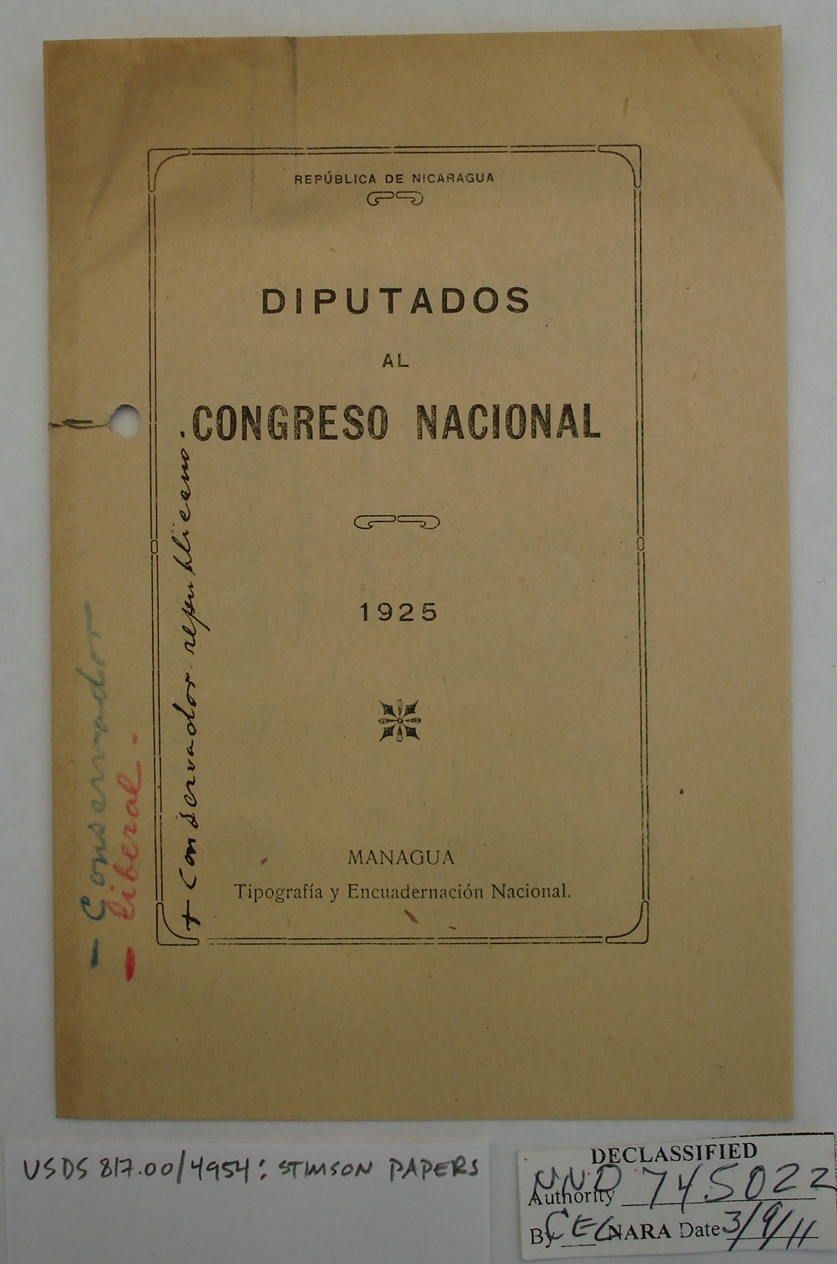 REPÚBLICA DE NICARAGUA
DIPUTADOS
AL
CONGRESO NACIONAL
1925
MANAGUA
Tipografía y Encuadernación Nacional.
+ Conservador republicano.
- Conservador
- liberal.
USDS 817.00/4954: STIMSON PAPERS
DECLASSIFIED
Authority NND 745022
By CEG NARA Date 3/9/11